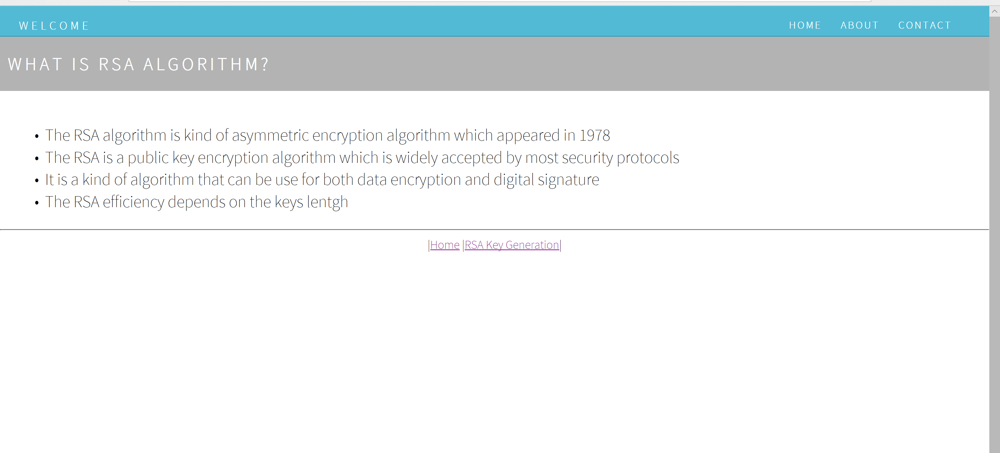 WELCOME HOME ABOUT CONTACT
WHAT IS RSA ALGORITHM?
• The RSA algorithm is kind of asymmetric encryption algorithm which appeared in 1978
• The RSA is a public key encryption algorithm which is widely accepted by most security protocols
• It is a kind of algorithm that can be use for both data encryption and digital signature
• The RSA efficiency depends on the keys lentgh
|Home |RSA Key Generation|